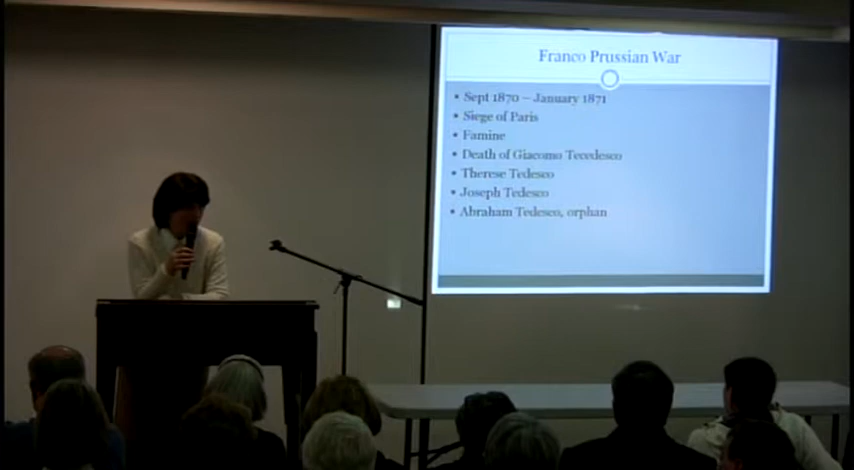 Franco Prussian War
• Sept 1870 – January 1871
• Siege of Paris
• Famine
• Death of Giacomo Tecedesco
• Therese Tedesco
• Joseph Tedesco
• Abraham Tedesco, orphan